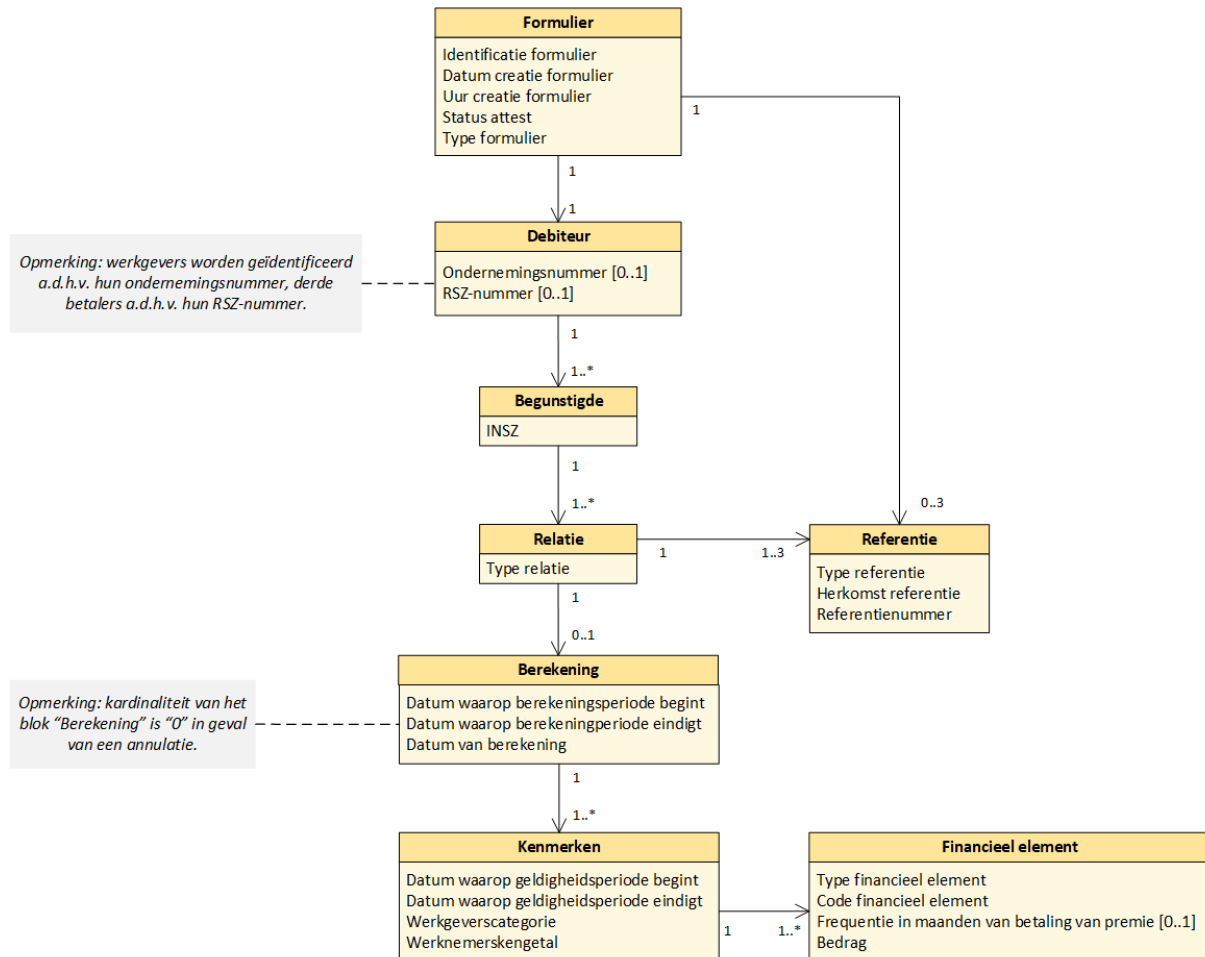 Formulier
Identificatie formulier
Datum creatie formulier
Uur creatie formulier
Status attest
Type formulier
1
1
1
Debiteur
Ondernemingsnummer [0..1]
RSZ-nummer [0..1]
Opmerking: werkgevers worden geïdentificeerd
a.d.h.v. hun ondernemingsnummer, derde
betalers a.d.h.v. hun RSZ-nummer.
1
1..*
Begunstigde
INSZ
1
1..*
0..3
Relatie
Type relatie
1
1..3
Referentie
Type referentie
Herkomst referentie
Referentienummer
1
0..1
Berekening
Datum waarop berekeningsperiode begint
Datum waarop berekeningperiode eindigt
Datum van berekening
Opmerking: kardinaliteit van het
blok “Berekening” is “0” in geval
van een annulatie.
1
1..*
Kenmerken
Datum waarop geldigheidsperiode begint
Datum waarop geldigheidsperiode eindigt
Werkgeverscategorie
Werknemerskengetal
1
1..*
Financieel element
Type financieel element
Code financieel element
Frequentie in maanden van betaling van premie [0..1]
Bedrag